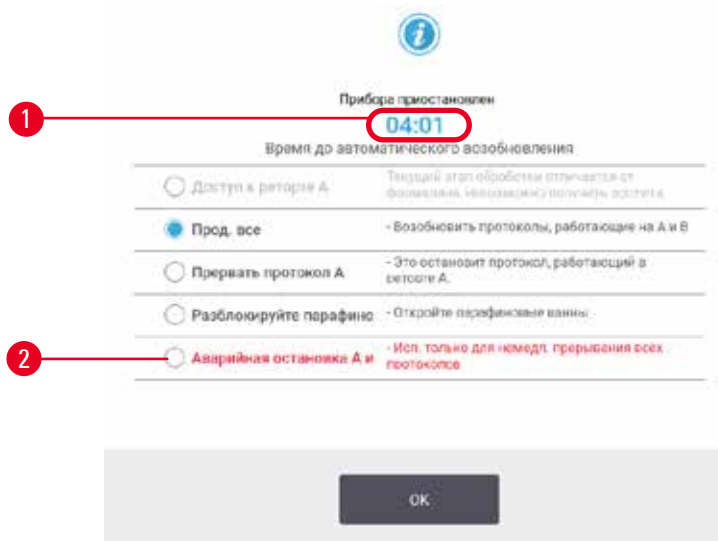 Прибора приостановлен
1
04:01
Время до автоматического возобновления
Доступ к реторте А
Текущий этап обработки отличается от
формалина, невозможно получить доступ к
Прод. все
- Возобновить протоколы, работающие на А и В
Прервать протокол А
- Это остановит протокол, работающий в
реторте А.
Разблокируйте парафино
- Откройте парафиновые ванны
2
Аварийная остановка А и
- Исп. только для немедл. прерывания всех
протоколов
OK